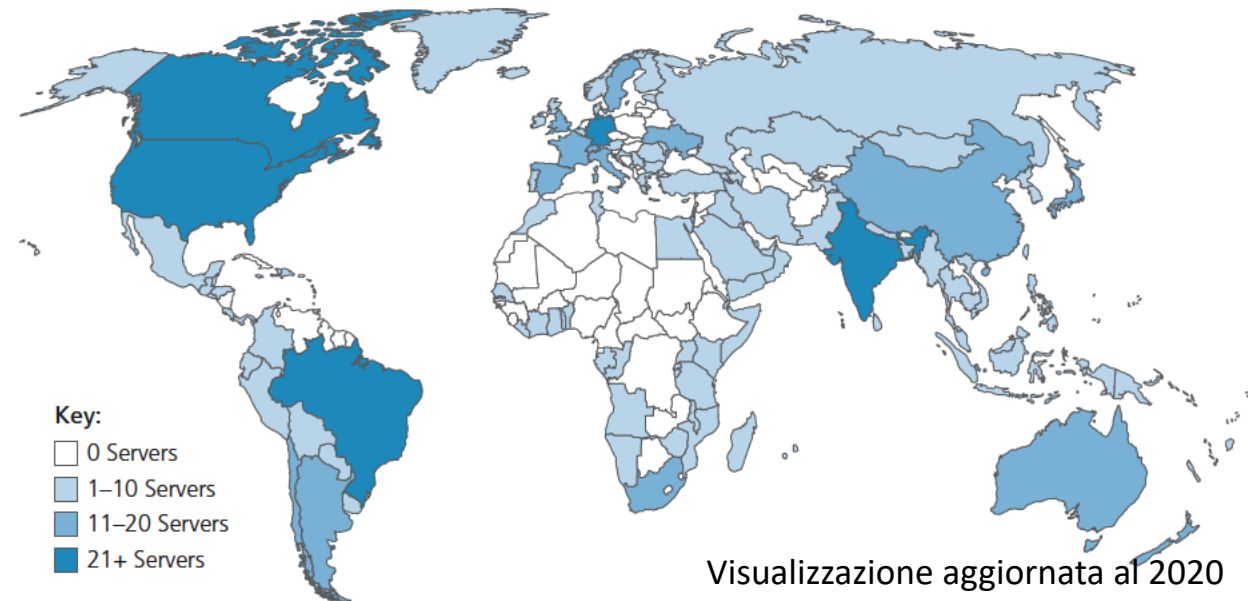 Key:
0 Servers
1–10 Servers
11–20 Servers
21+ Servers
Visualizzazione aggiornata al 2020